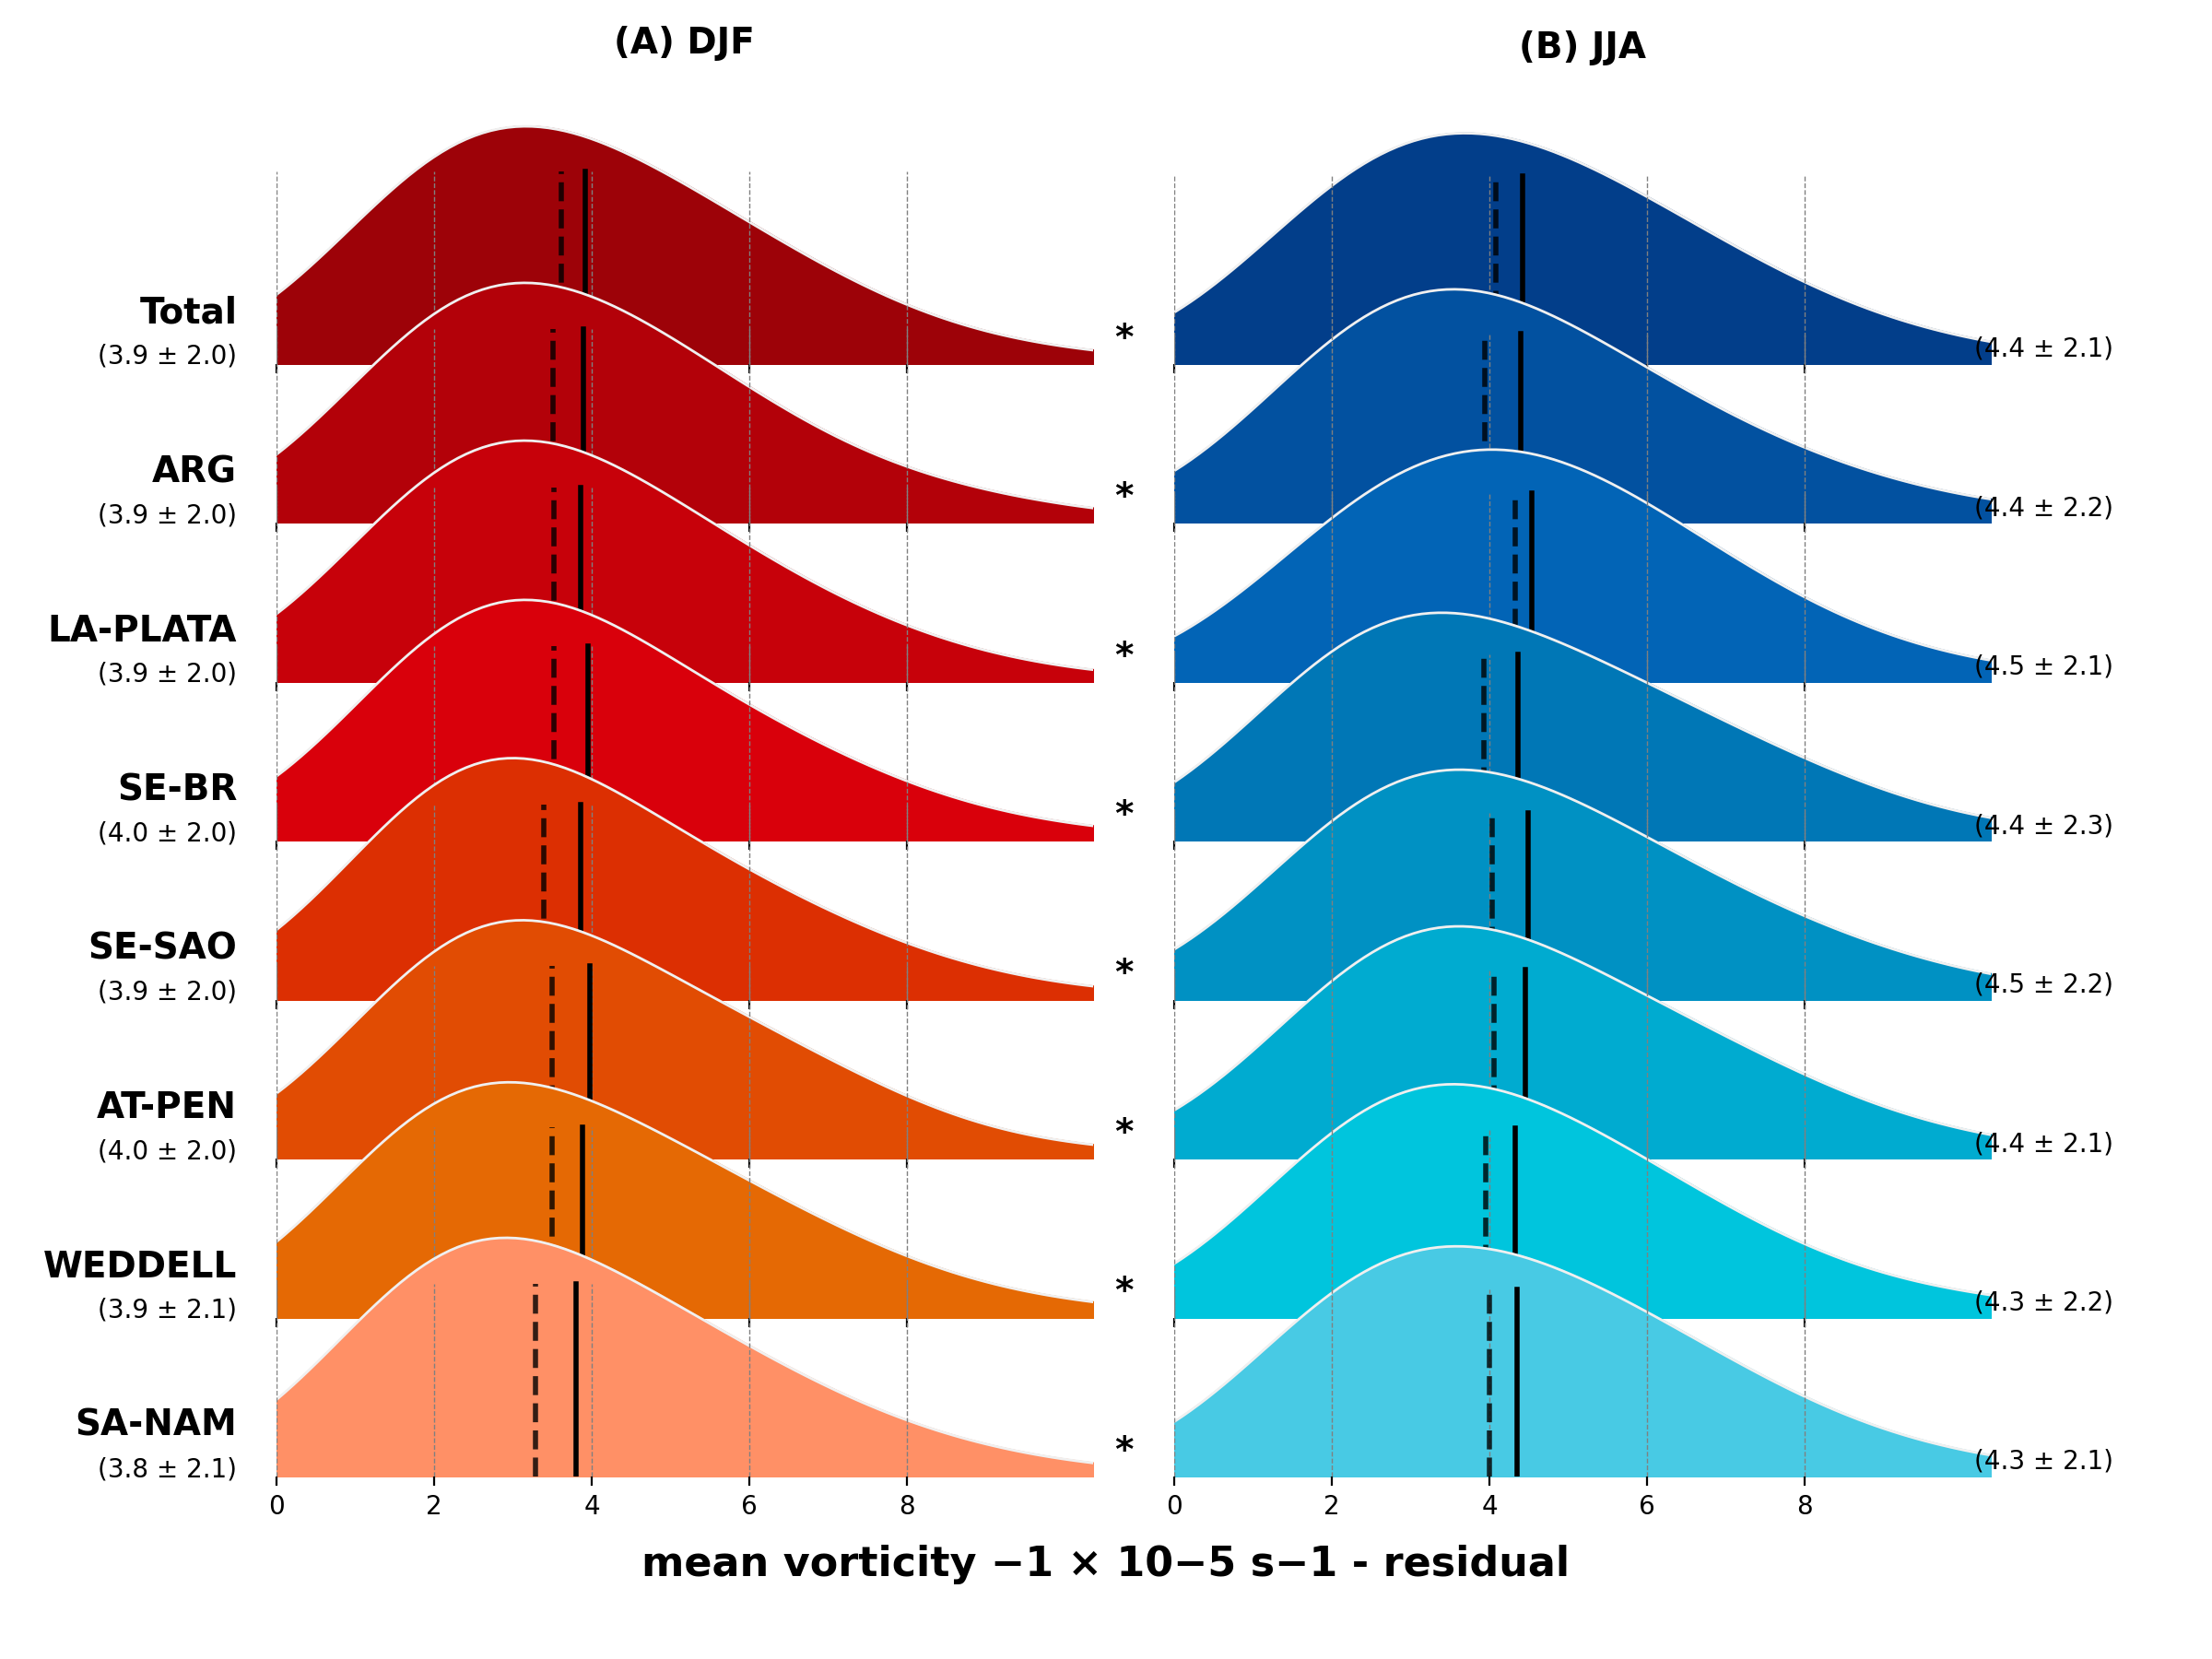 (A) DJF
(B) JJA
Total
(3.9 ± 2.0)
*
(4.4 ± 2.1)
ARG
(3.9 ± 2.0)
*
(4.4 ± 2.2)
LA-PLATA
(3.9 ± 2.0)
*
(4.5 ± 2.1)
SE-BR
(4.0 ± 2.0)
*
(4.4 ± 2.3)
SE-SAO
(3.9 ± 2.0)
*
(4.5 ± 2.2)
AT-PEN
(4.0 ± 2.0)
*
(4.4 ± 2.1)
WEDDELL
(3.9 ± 2.1)
*
(4.3 ± 2.2)
SA-NAM
(3.8 ± 2.1)
*
(4.3 ± 2.1)
0 2 4 6 8
0 2 4 6 8
mean vorticity −1 × 10−5 s−1 - residual